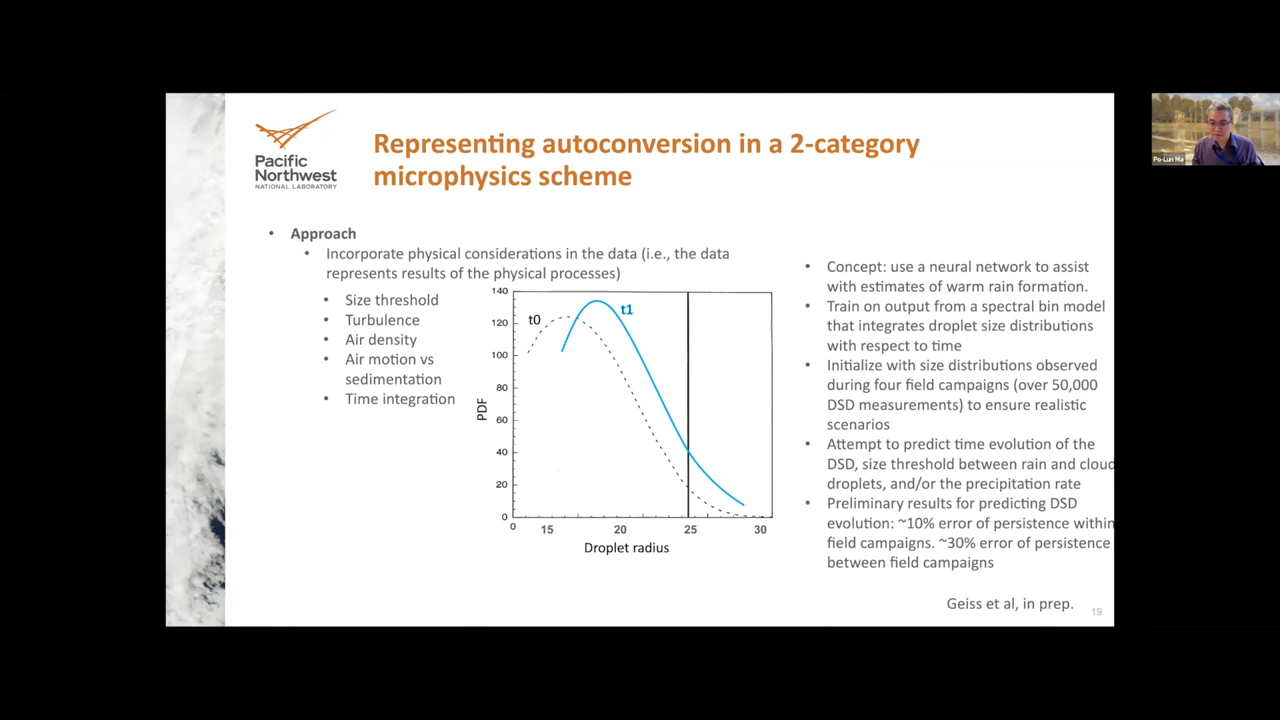 Pacific
Northwest
NATIONAL LABORATORY
Representing autoconversion in a 2-category
microphysics scheme
• Approach
• Incorporate physical considerations in the data (i.e., the data
represents results of the physical processes)
• Size threshold
• Turbulence
• Air density
• Air motion vs
sedimentation
• Time integration
140
120
100
80
60
40
20
0
PDF
t0
t1
0 15 20 25 30
Droplet radius
• Concept: use a neural network to assist
with estimates of warm rain formation.
• Train on output from a spectral bin model
that integrates droplet size distributions
with respect to time
• Initialize with size distributions observed
during four field campaigns (over 50,000
DSD measurements) to ensure realistic
scenarios
• Attempt to predict time evolution of the
DSD, size threshold between rain and cloud
droplets, and/or the precipitation rate
• Preliminary results for predicting DSD
evolution: ~10% error of persistence within
field campaigns. ~30% error of persistence
between field campaigns
Geiss et al, in prep.
19
Po-Lun Ma